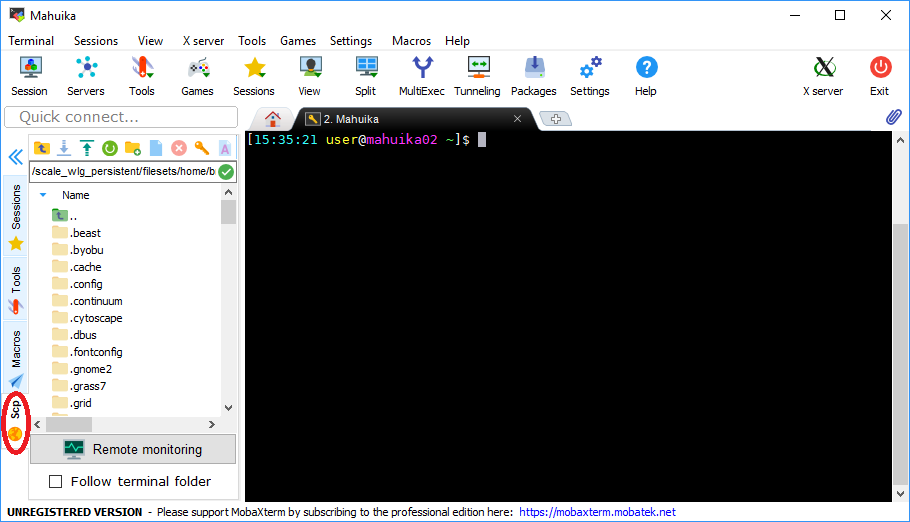 Mahuika
Terminal Sessions View X server Tools Games Settings Macros Help
Session Servers Tools Games Sessions View Split MultiExec Tunneling Packages Settings Help X server Exit
Quick connect...
2. Mahuika
[15:35:21 user@mahuika02 ~]$
A
/scale_wlg_persistent/filesets/home/b
Name
..
.beast
.byobu
.cache
.config
.continuum
.cytoscape
.dbus
.fontconfig
.gnome2
.grass7
.grid
Sessions
Tools
Macros
Scp
Remote monitoring
Follow terminal folder
UNREGISTERED VERSION - Please support MobaXterm by subscribing to the professional edition here: https://mobaxterm.mobatek.net